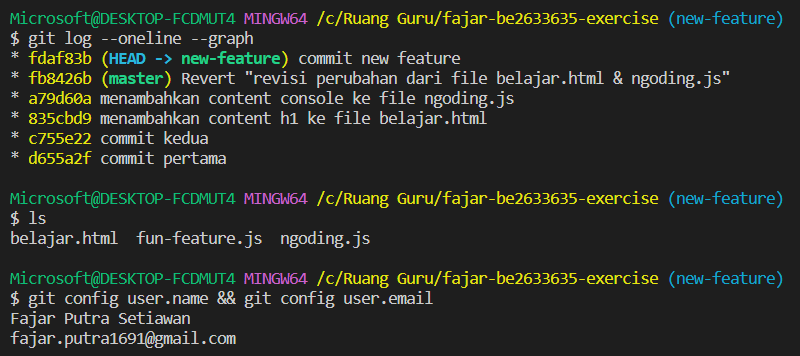 Microsoft@DESKTOP-FCDMUT4 MINGW64 /c/Ruang Guru/fajar-be2633635-exercise (new-feature)
$ git log --oneline --graph
* fdaf83b (HEAD -> new-feature) commit new feature
* fb8426b (master) Revert "revisi perubahan dari file belajar.html & ngoding.js"
* a79d60a menambahkan content console ke file ngoding.js
* 835cbd9 menambahkan content h1 ke file belajar.html
* c755e22 commit kedua
* d655a2f commit pertama
Microsoft@DESKTOP-FCDMUT4 MINGW64 /c/Ruang Guru/fajar-be2633635-exercise (new-feature)
$ ls
belajar.html  fun-feature.js  ngoding.js
Microsoft@DESKTOP-FCDMUT4 MINGW64 /c/Ruang Guru/fajar-be2633635-exercise (new-feature)
$ git config user.name && git config user.email
Fajar Putra Setiawan
fajar.putra1691@gmail.com